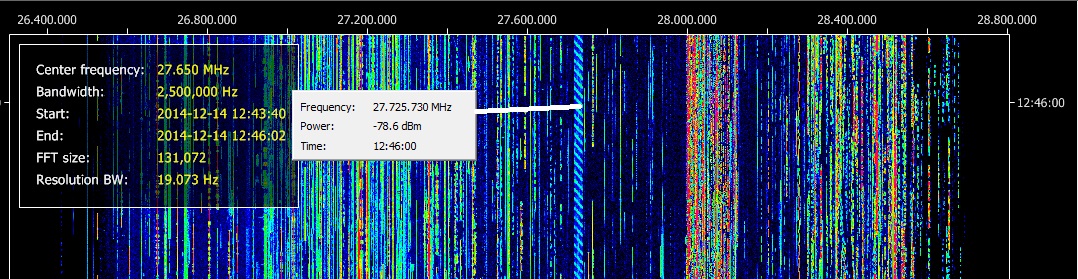 26.400.000 26.800.000 27.200.000 27.600.000 28.000.000 28.400.000 28.800.000
Center frequency: 27.650 MHz
Bandwidth: 2,500,000 Hz
Start: 2014-12-14 12:43:40
End: 2014-12-14 12:46:02
FFT size: 131,072
Resolution BW: 19.073 Hz
Frequency: 27.725.730 MHz
Power: -78.6 dBm
Time: 12:46:00
12:46:00